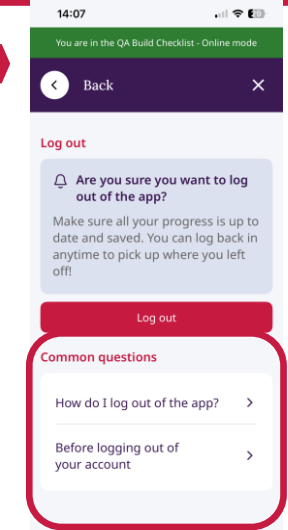 14:07
You are in the QA Build Checklist - Online mode
Back
Log out
Are you sure you want to log
out of the app?
Make sure all your progress is up to
date and saved. You can log back in
anytime to pick up where you left
off!
Log out
Common questions
How do I log out of the app?
Before logging out of
your account